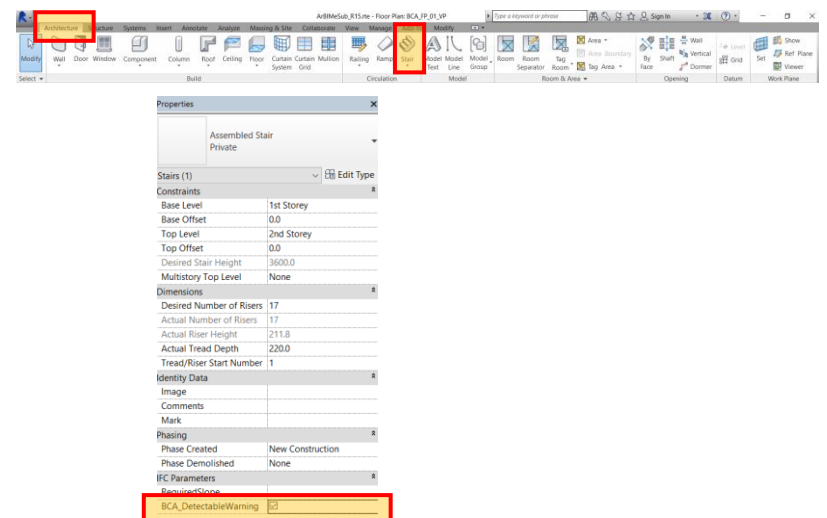 ArBIMeSub_R15.rte - Floor Plan: BCA_FP_01_VP
Type a keyword or phrase
Sign In
Architecture Structure Systems Insert Annotate Analyze Massing & Site Collaborate View Manage Add-Ins Modify
Modify Wall Door Window Component Column Roof Ceiling Floor Curtain System Curtain Grid Mullion Railing Ramp Stair Model Text Model Line Model Group Room Room Separator Tag Room Area Area Boundary Tag Area By Face Shaft Wall Vertical Dormer Level Grid Set Show Ref Plane Viewer
Select Build Circulation Model Room & Area Opening Datum Work Plane
Properties
Assembled Stair
Private
Stairs (1) Edit Type
Constraints
Base Level 1st Storey
Base Offset 0.0
Top Level 2nd Storey
Top Offset 0.0
Desired Stair Height 3600.0
Multistory Top Level None
Dimensions
Desired Number of Risers 17
Actual Number of Risers 17
Actual Riser Height 211.8
Actual Tread Depth 220.0
Tread/Riser Start Number 1
Identity Data
Image
Comments
Mark
Phasing
Phase Created New Construction
Phase Demolished None
IFC Parameters
RequiredSlope
BCA_DetectableWarning